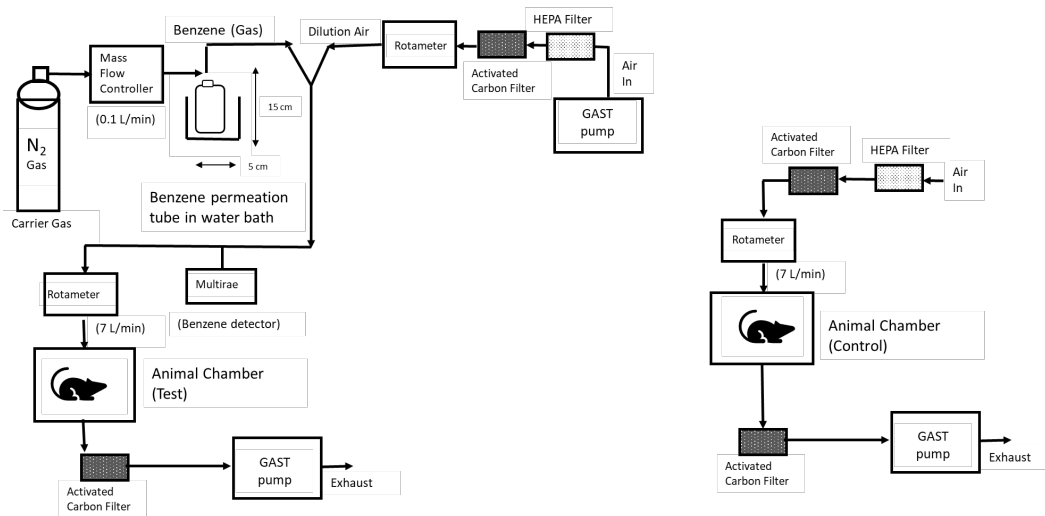 Benzene (Gas)
Dilution Air
HEPA Filter
Mass
Flow
Controller
Rotameter
Activated
Carbon Filter
Air
In
(0.1 L/min)
15 cm
GAST
pump
N2
Gas
5 cm
Carrier Gas
Benzene permeation
tube in water bath
Rotameter
Multirae
(7 L/min)
(Benzene detector)
Animal Chamber
(Test)
GAST
pump
Exhaust
Activated
Carbon Filter
Activated
Carbon Filter
HEPA Filter
Air
In
Rotameter
(7 L/min)
Animal Chamber
(Control)
GAST
pump
Exhaust
Activated
Carbon Filter